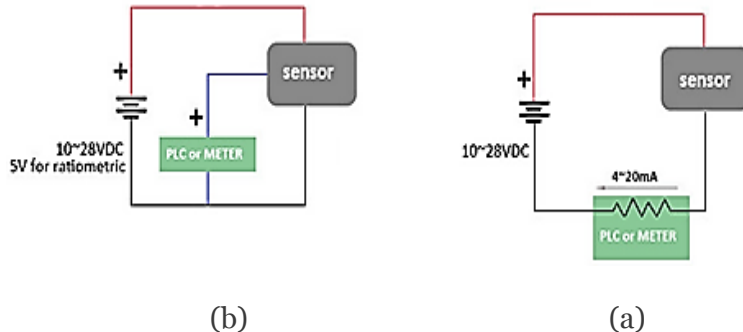 sensor
+
+
PLC or METER
10~28VDC
5V for ratiometric
(b)
sensor
+
10~28VDC
4~20mA
PLC or METER
(a)